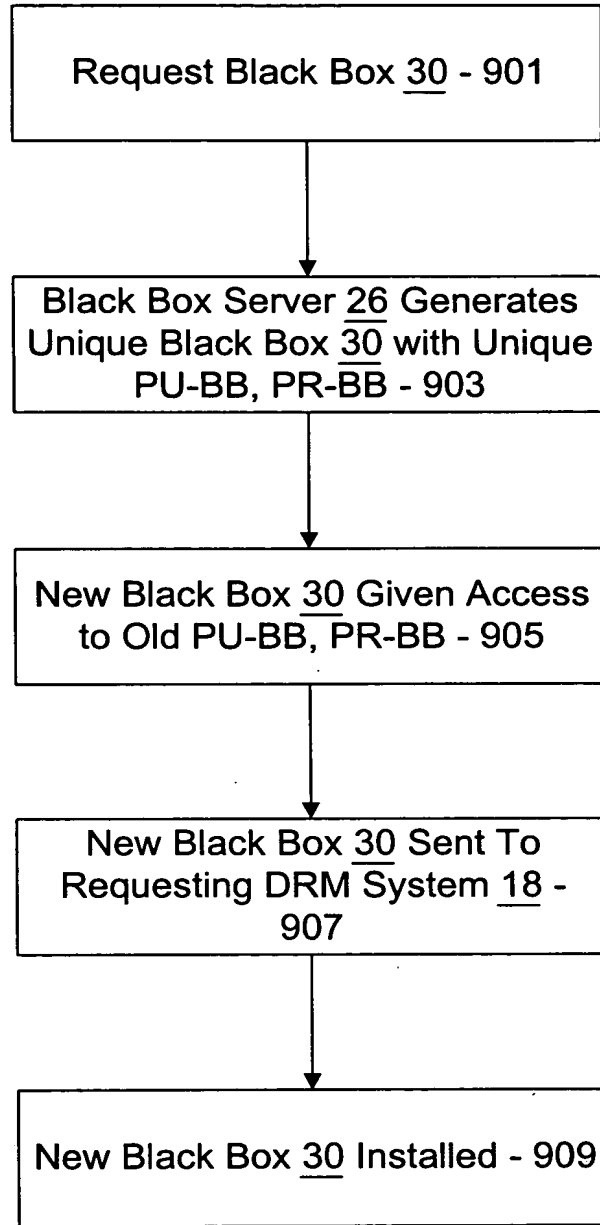 Request Black Box 30 - 901
Black Box Server 26 Generates
Unique Black Box 30 with Unique
PU-BB, PR-BB - 903
New Black Box 30 Given Access
to Old PU-BB, PR-BB - 905
New Black Box 30 Sent To
Requesting DRM System 18 -
907
New Black Box 30 Installed - 909